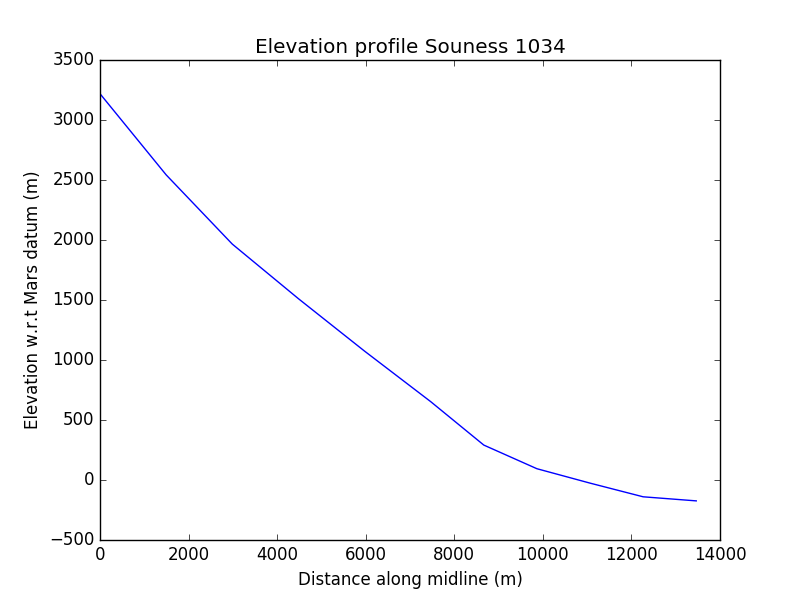 Elevation profile Souness 1034
3500
3000
2500
2000
1500
1000
500
0
−500
Elevation w.r.t Mars datum (m)
0 2000 4000 6000 8000 10000 12000 14000
Distance along midline (m)